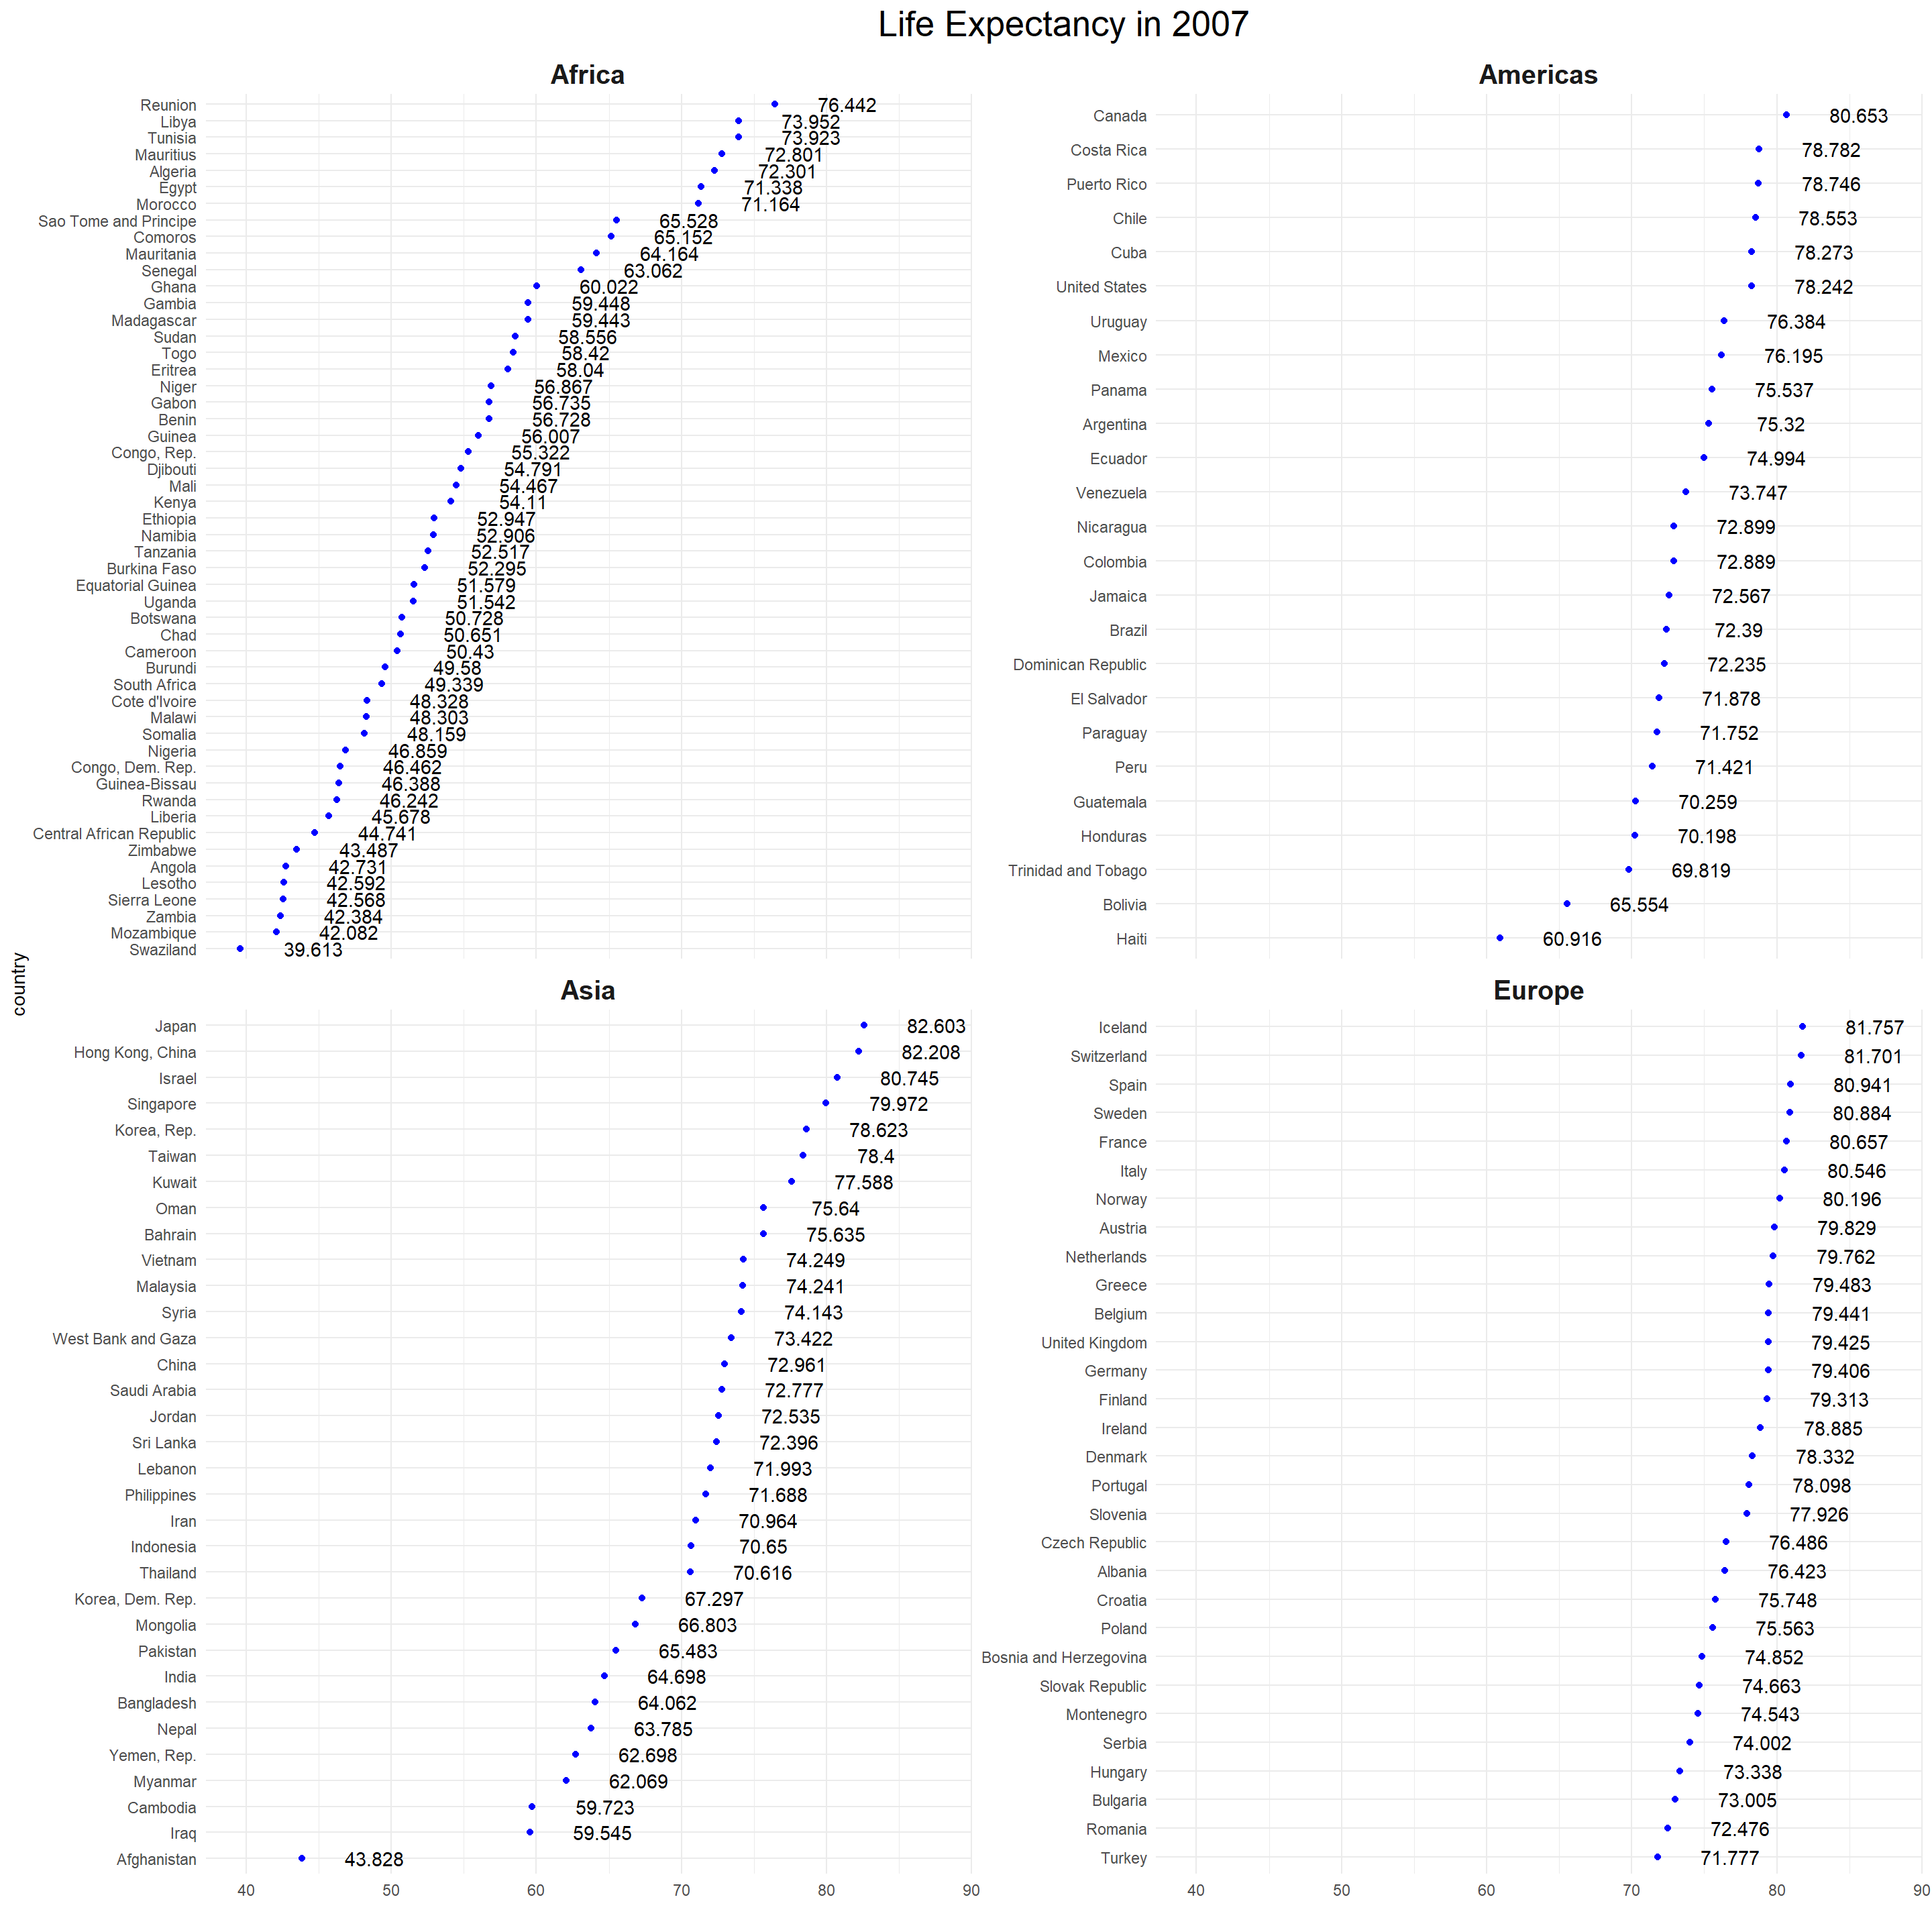 Life Expectancy in 2007
Africa
Reunion 76.442
Libya 73.952
Tunisia 73.923
Mauritius 72.801
Algeria 72.301
Egypt 71.338
Morocco 71.164
Sao Tome and Principe 65.528
Comoros 65.152
Mauritania 64.164
Senegal 63.062
Ghana 60.022
Gambia 59.448
Madagascar 59.443
Sudan 58.556
Togo 58.42
Eritrea 58.04
Niger 56.867
Gabon 56.735
Benin 56.728
Guinea 56.007
Congo, Rep. 55.322
Djibouti 54.791
Mali 54.467
Kenya 54.11
Ethiopia 52.947
Namibia 52.906
Tanzania 52.517
Burkina Faso 52.295
Equatorial Guinea 51.579
Uganda 51.542
Botswana 50.728
Chad 50.651
Cameroon 50.43
Burundi 49.58
South Africa 49.339
Cote d'Ivoire 48.328
Malawi 48.303
Somalia 48.159
Nigeria 46.859
Congo, Dem. Rep. 46.462
Guinea-Bissau 46.388
Rwanda 46.242
Liberia 45.678
Central African Republic 44.741
Zimbabwe 43.487
Angola 42.731
Lesotho 42.592
Sierra Leone 42.568
Zambia 42.384
Mozambique 42.082
Swaziland 39.613
Americas
Canada 80.653
Costa Rica 78.782
Puerto Rico 78.746
Chile 78.553
Cuba 78.273
United States 78.242
Uruguay 76.384
Mexico 76.195
Panama 75.537
Argentina 75.32
Ecuador 74.994
Venezuela 73.747
Nicaragua 72.899
Colombia 72.889
Jamaica 72.567
Brazil 72.39
Dominican Republic 72.235
El Salvador 71.878
Paraguay 71.752
Peru 71.421
Guatemala 70.259
Honduras 70.198
Trinidad and Tobago 69.819
Bolivia 65.554
Haiti 60.916
country
Asia
Japan 82.603
Hong Kong, China 82.208
Israel 80.745
Singapore 79.972
Korea, Rep. 78.623
Taiwan 78.4
Kuwait 77.588
Oman 75.64
Bahrain 75.635
Vietnam 74.249
Malaysia 74.241
Syria 74.143
West Bank and Gaza 73.422
China 72.961
Saudi Arabia 72.777
Jordan 72.535
Sri Lanka 72.396
Lebanon 71.993
Philippines 71.688
Iran 70.964
Indonesia 70.65
Thailand 70.616
Korea, Dem. Rep. 67.297
Mongolia 66.803
Pakistan 65.483
India 64.698
Bangladesh 64.062
Nepal 63.785
Yemen, Rep. 62.698
Myanmar 62.069
Cambodia 59.723
Iraq 59.545
Afghanistan 43.828
40 50 60 70 80 90
Europe
Iceland 81.757
Switzerland 81.701
Spain 80.941
Sweden 80.884
France 80.657
Italy 80.546
Norway 80.196
Austria 79.829
Netherlands 79.762
Greece 79.483
Belgium 79.441
United Kingdom 79.425
Germany 79.406
Finland 79.313
Ireland 78.885
Denmark 78.332
Portugal 78.098
Slovenia 77.926
Czech Republic 76.486
Albania 76.423
Croatia 75.748
Poland 75.563
Bosnia and Herzegovina 74.852
Slovak Republic 74.663
Montenegro 74.543
Serbia 74.002
Hungary 73.338
Bulgaria 73.005
Romania 72.476
Turkey 71.777
40 50 60 70 80 90